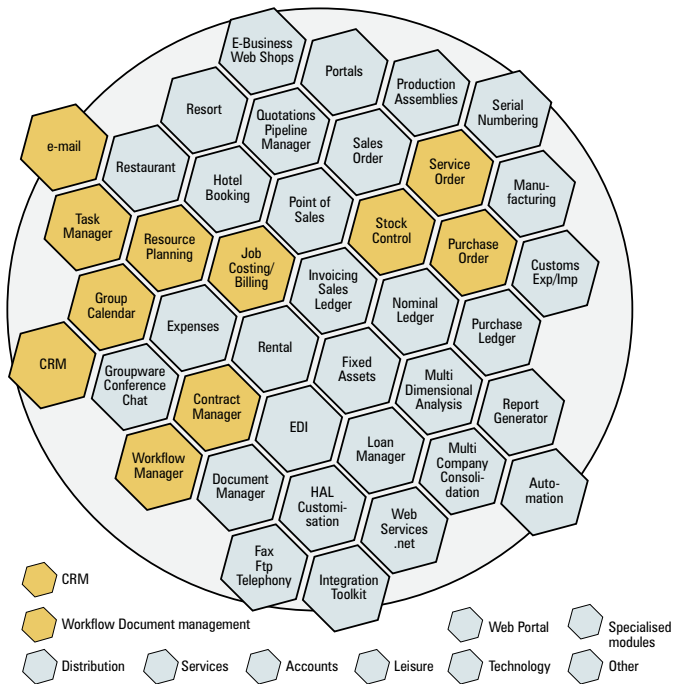 E-Business
Web Shops
Portals
Production
Assemblies
Serial
Numbering
Resort
Quotations
Pipeline
Manager
Sales
Order
Service
Order
Manu-
facturing
e-mail
Restaurant
Hotel
Booking
Point of
Sales
Stock
Control
Purchase
Order
Customs
Exp/Imp
Task
Manager
Resource
Planning
Job
Costing/
Billing
Invoicing
Sales
Ledger
Nominal
Ledger
Purchase
Ledger
Group
Calendar
Expenses
Rental
Fixed
Assets
Multi
Dimensional
Analysis
Report
Generator
CRM
Groupware
Conference
Chat
Contract
Manager
EDI
Loan
Manager
Multi
Company
Consoli-
dation
Auto-
mation
Workflow
Manager
Document
Manager
HAL
Customi-
sation
Web
Services
.net
Fax
Ftp
Telephony
Integration
Toolkit
CRM
Workflow Document management
Web Portal
Specialised
modules
Distribution
Services
Accounts
Leisure
Technology
Other